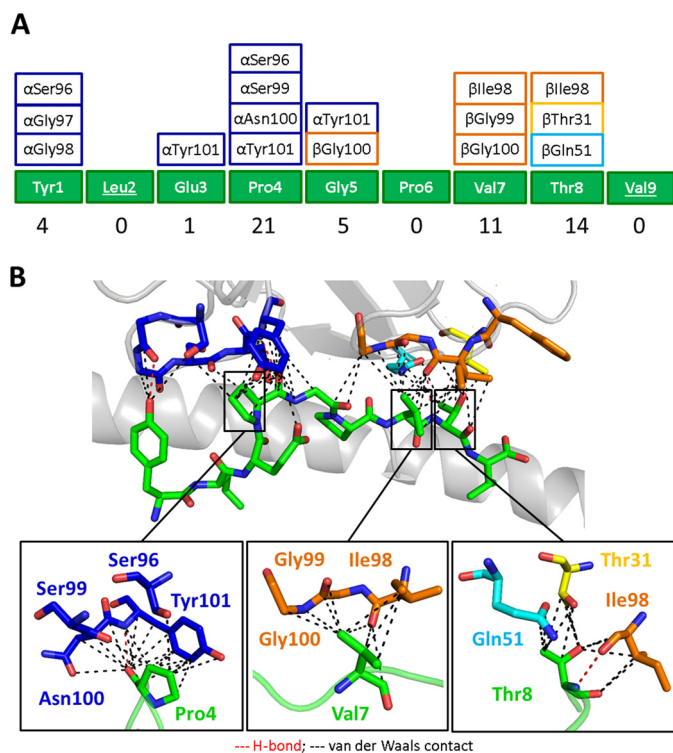 A
αSer96
αSer96 αSer99 βIle98 βIle98
αGly97 αAsn100 αTyr101 βGly99 βThr31
αGly98 αTyr101 αTyr101 βGly100 βGly100 βGln51
Tyr1 Leu2 Glu3 Pro4 Gly5 Pro6 Val7 Thr8 Val9
4 0 1 21 5 0 11 14 0
B
Ser96
Ser99
Tyr101
Asn100
Pro4
Gly99 Ile98
Gly100
Val7
Thr31
Ile98
Gln51
Thr8
--- H-bond; --- van der Waals contact